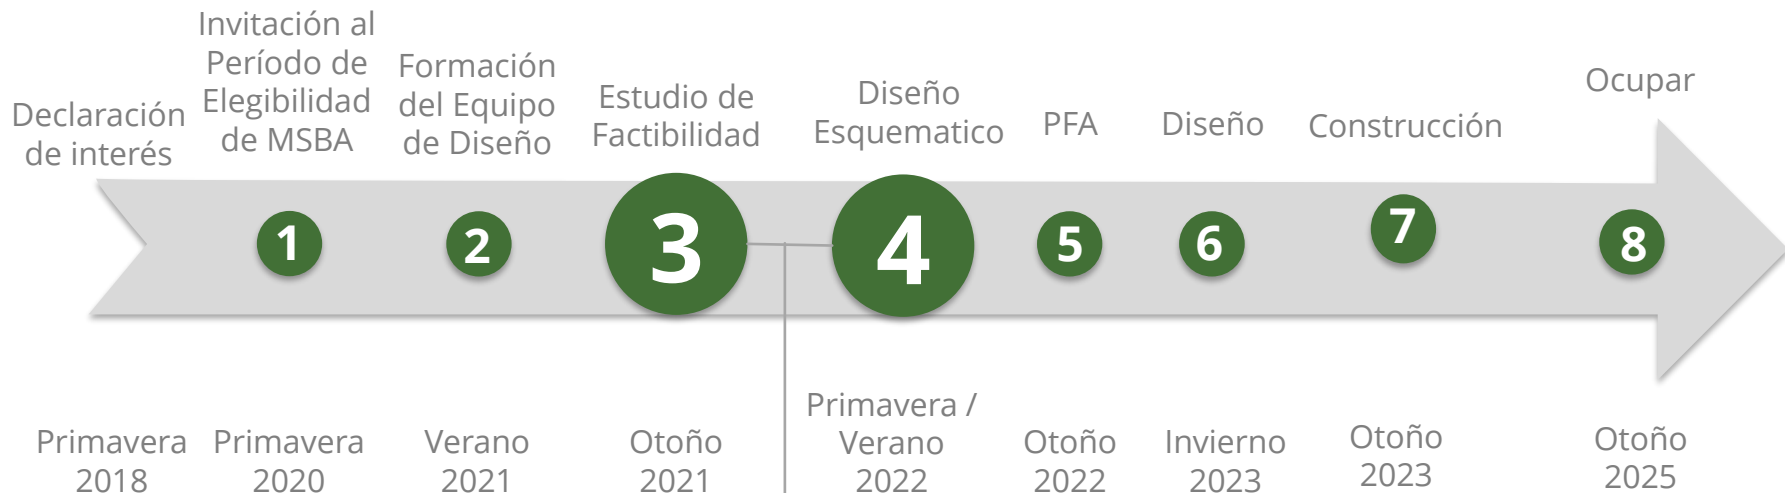 Declaración
de interés
Invitación al
Período de
Elegibilidad
de MSBA
Formación
del Equipo
de Diseño
Estudio de
Factibilidad
Diseño
Esquematico
PFA
Diseño
Construcción
Ocupar
1
2
3
4
5
6
7
8
Primavera
2018
Primavera
2020
Verano
2021
Otoño
2021
Primavera /
Verano
2022
Otoño
2022
Invierno
2023
Otoño
2023
Otoño
2025